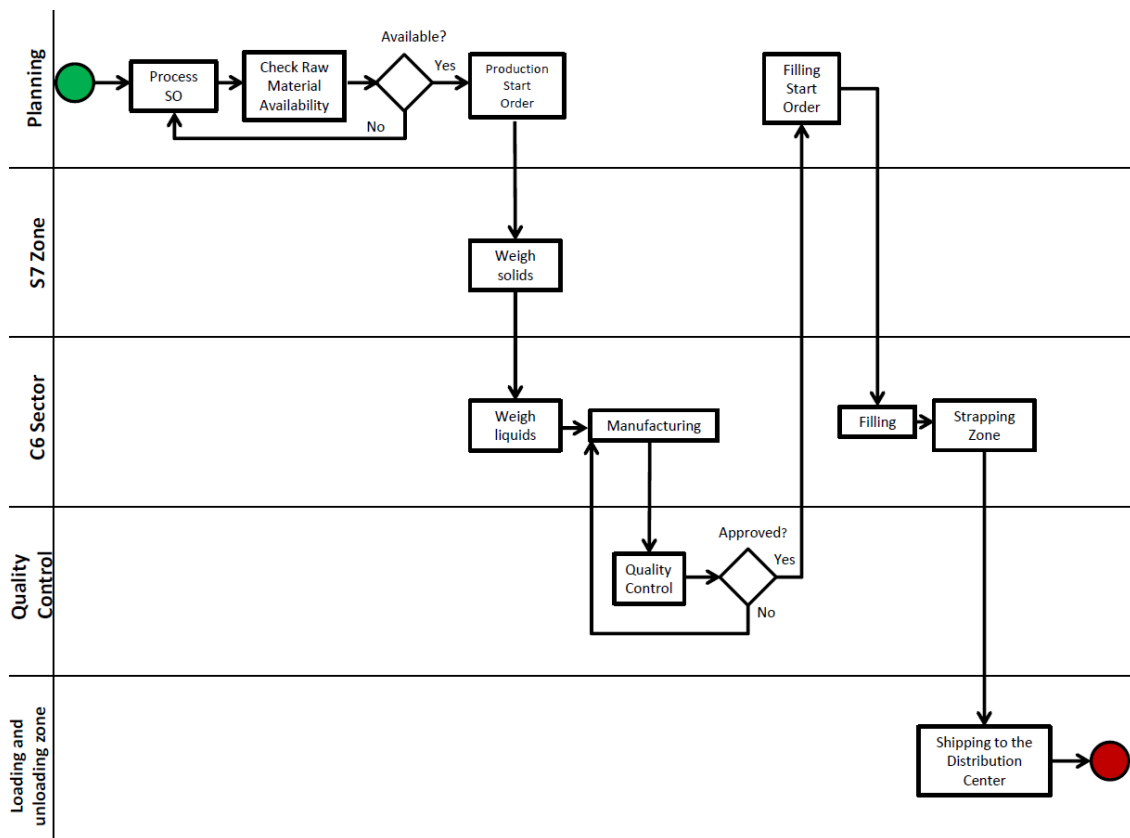 Planning
Process
SO
Check Raw
Material
Availability
Available?
Yes
No
Production
Start
Order
Filling
Start
Order
S7 Zone
Weigh
solids
C6 Sector
Weigh
liquids
Manufacturing
Filling
Strapping
Zone
Quality
Control
Quality
Control
Approved?
Yes
No
Loading and
unloading zone
Shipping to the
Distribution
Center